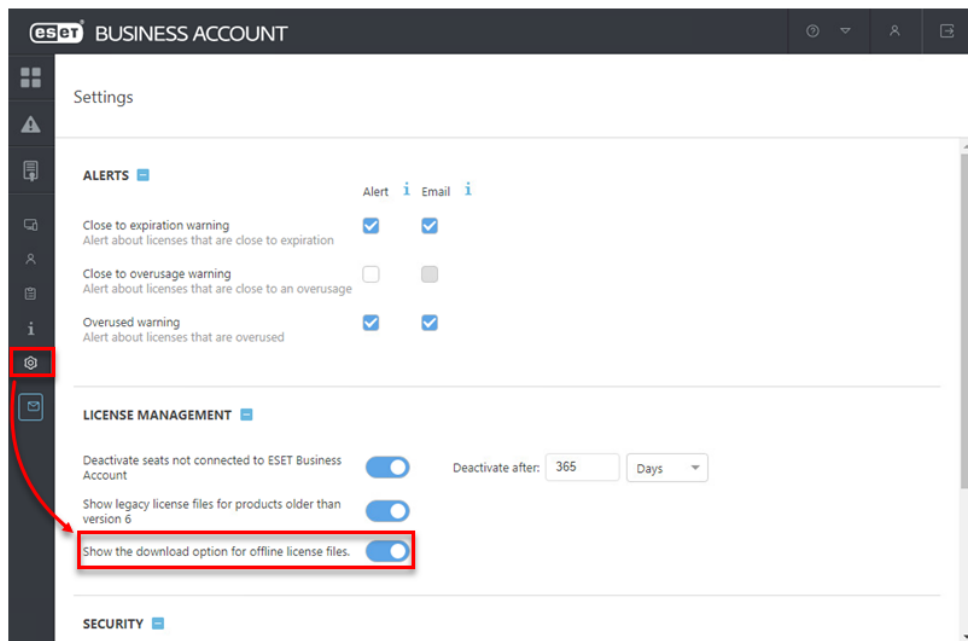 eset BUSINESS ACCOUNT
Settings
ALERTS
Alert i Email i
Close to expiration warning
Alert about licenses that are close to expiration
Close to overusage warning
Alert about licenses that are close to an overusage
Overused warning
Alert about licenses that are overused
LICENSE MANAGEMENT
Deactivate seats not connected to ESET Business
Account
Deactivate after: 365 Days
Show legacy license files for products older than
version 6
Show the download option for offline license files.
SECURITY